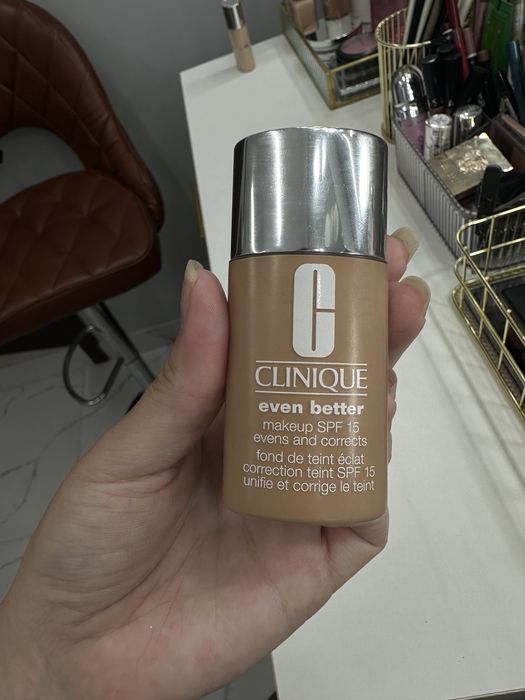 C
CLINIQUE
even better
makeup SPF 15
evens and corrects
fond de teint éclat
correction teint SPF 15
unifie et corrige le teint